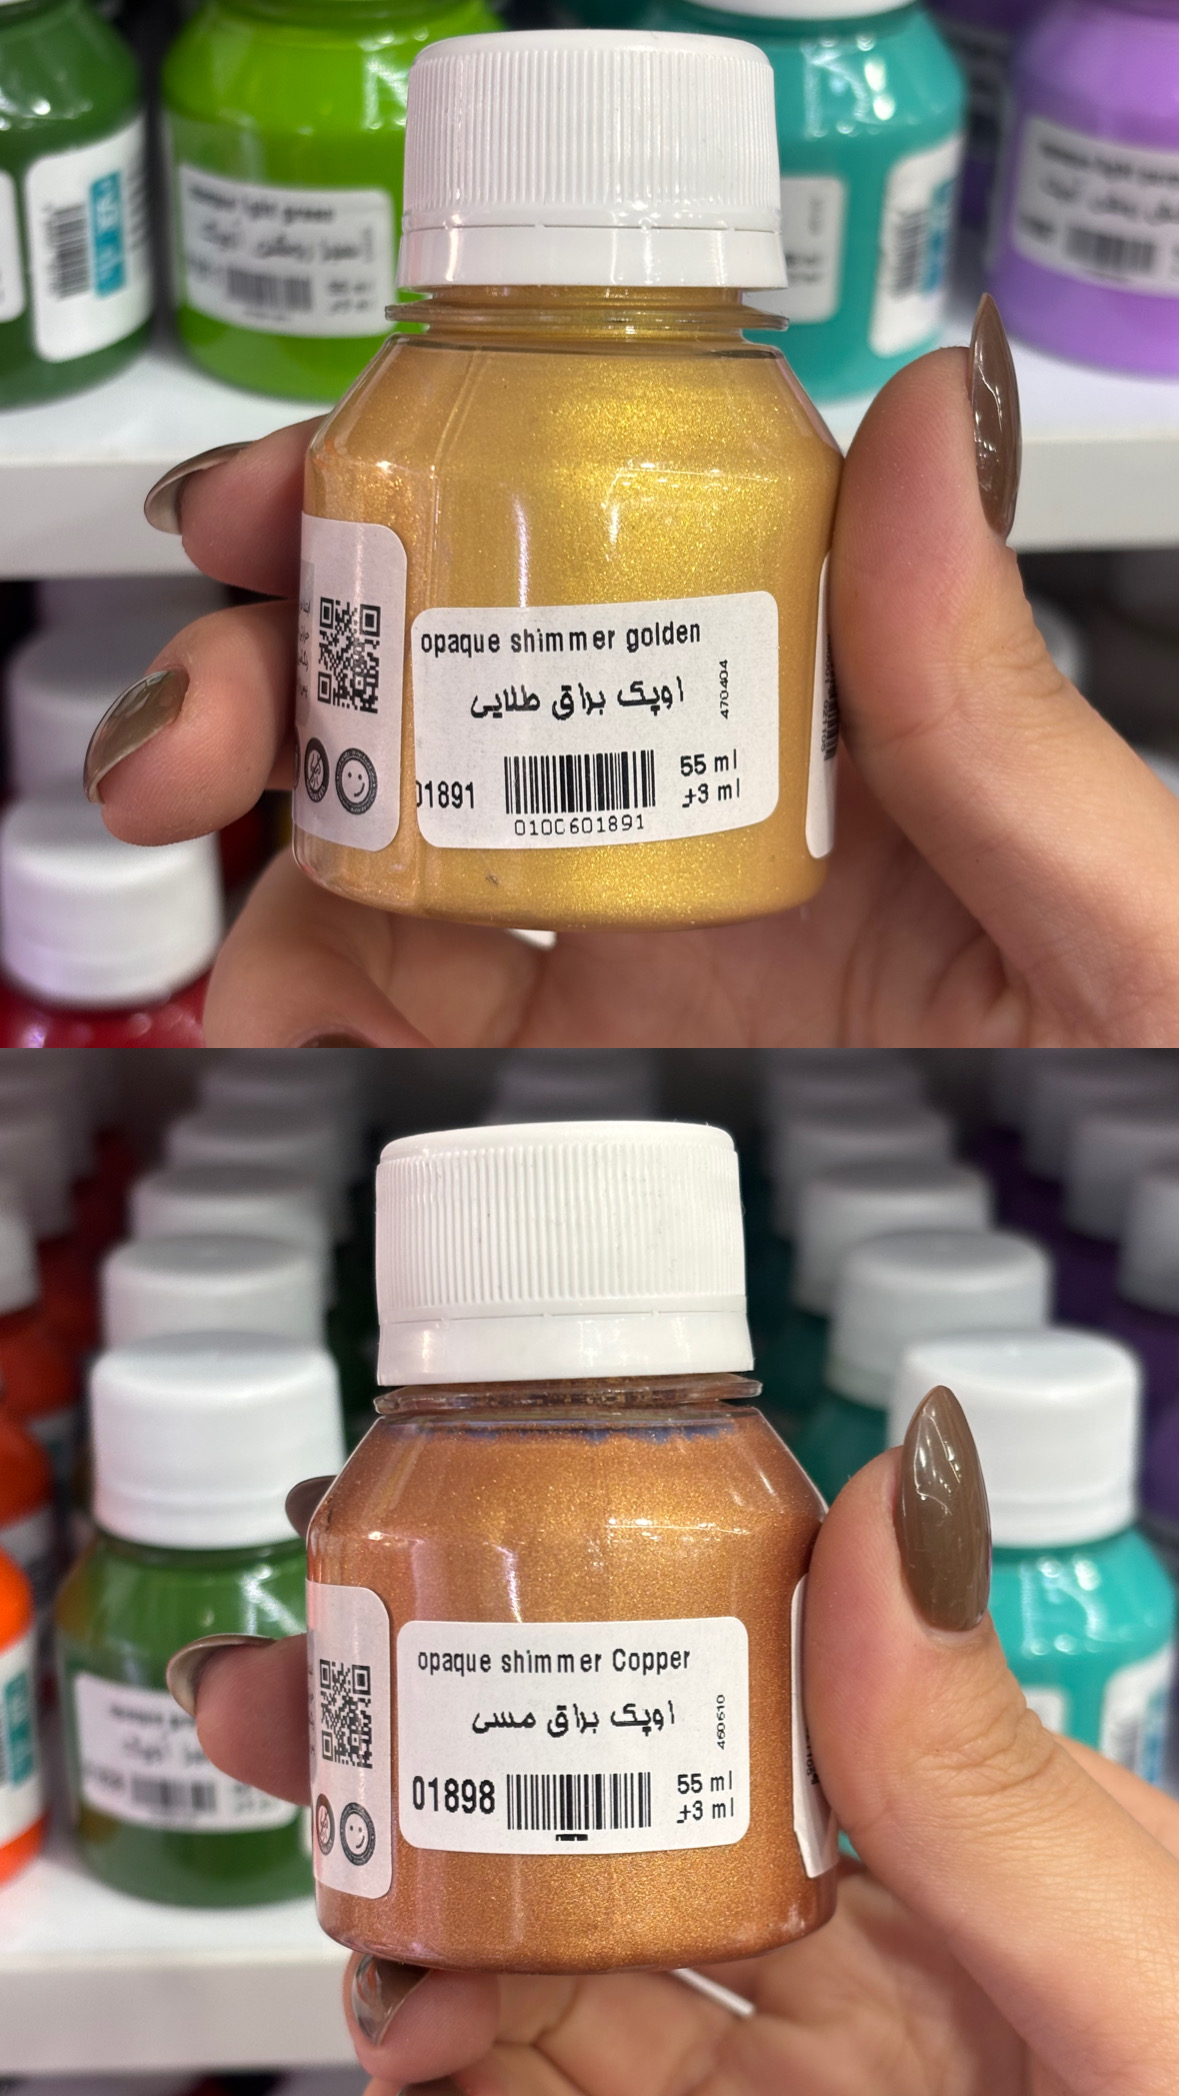 opaque shimmer golden
اوپک براق طلایی
470404
01891
55 ml
±3 ml
010C601891
opaque shimmer Copper
اوپک براق مسی
460610
01898
55 ml
±3 ml